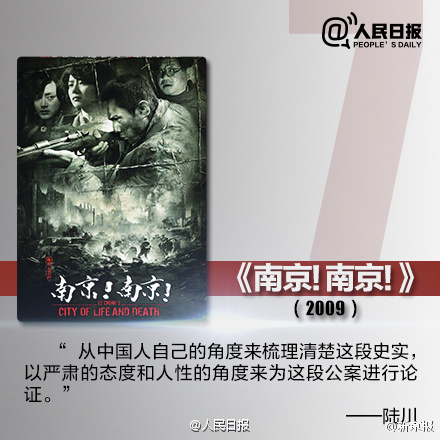 @人民日报
PEOPLE'S DAILY
南京!南京!
LU CHUAN'S
CITY OF LIFE AND DEATH
《南京! 南京! 》
( 2009 )
“ 从中国人自己的角度来梳理清楚这段史实,
以严肃的态度和人性的角度来为这段公案进行论
证。”
——陆川
@人民日报